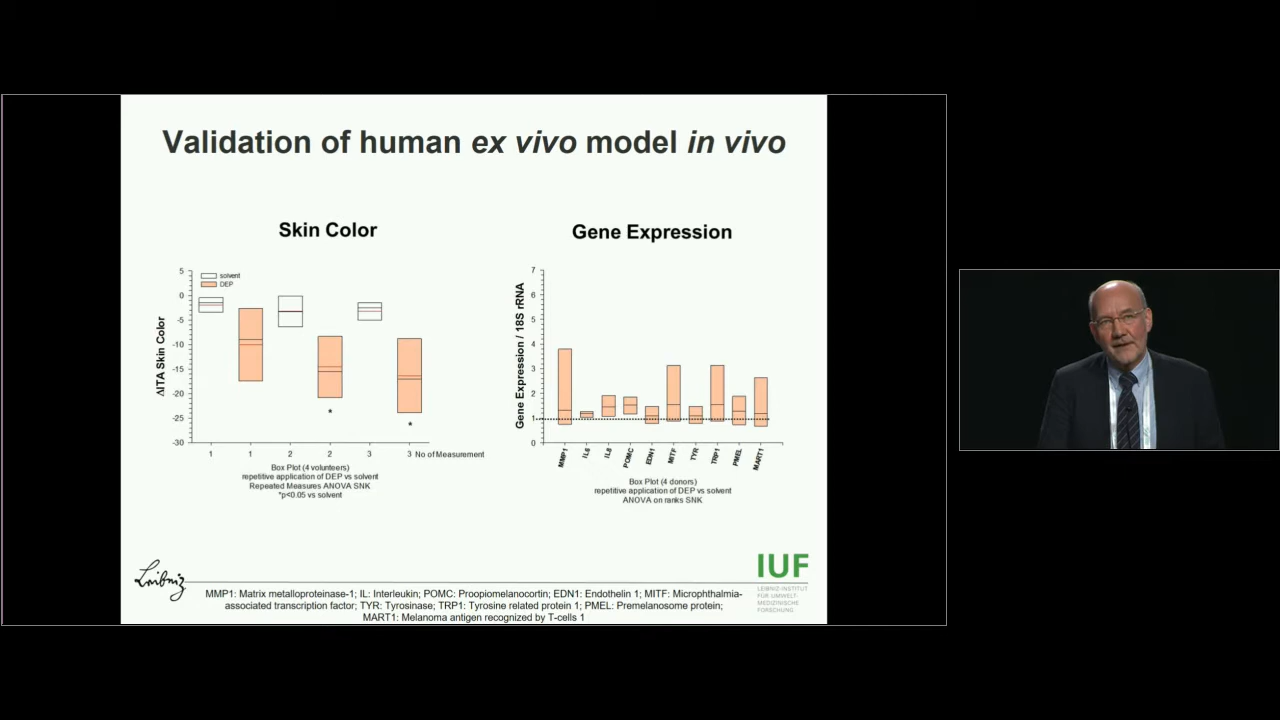 Validation of human ex vivo model in vivo
Skin Color
Gene Expression
solvent
DEP
ΔITA Skin Color
5
0
-5
-10
-15
-20
-25
-30
*
*
1 1 2 2 3 3 No of Measurement
Box Plot (4 volunteers)
repetitive application of DEP vs solvent
Repeated Measures ANOVA SNK
*p<0.05 vs solvent
Gene Expression / 18S rRNA
7
6
5
4
3
2
1
0
MMP1 IL6 IL8 POMC EDN1 MITF TYR TRP1 PMEL MART1
Box Plot (4 donors)
repetitive application of DEP vs solvent
ANOVA on ranks SNK
Leibniz
IUF
LEIBNIZ-INSTITUT
FÜR UMWELT-
MEDIZINISCHE
FORSCHUNG
MMP1: Matrix metalloproteinase-1; IL: Interleukin; POMC: Proopiomelanocortin; EDN1: Endothelin 1; MITF: Microphthalmia-
associated transcription factor; TYR: Tyrosinase; TRP1: Tyrosine related protein 1; PMEL: Premelanosome protein;
MART1: Melanoma antigen recognized by T-cells 1